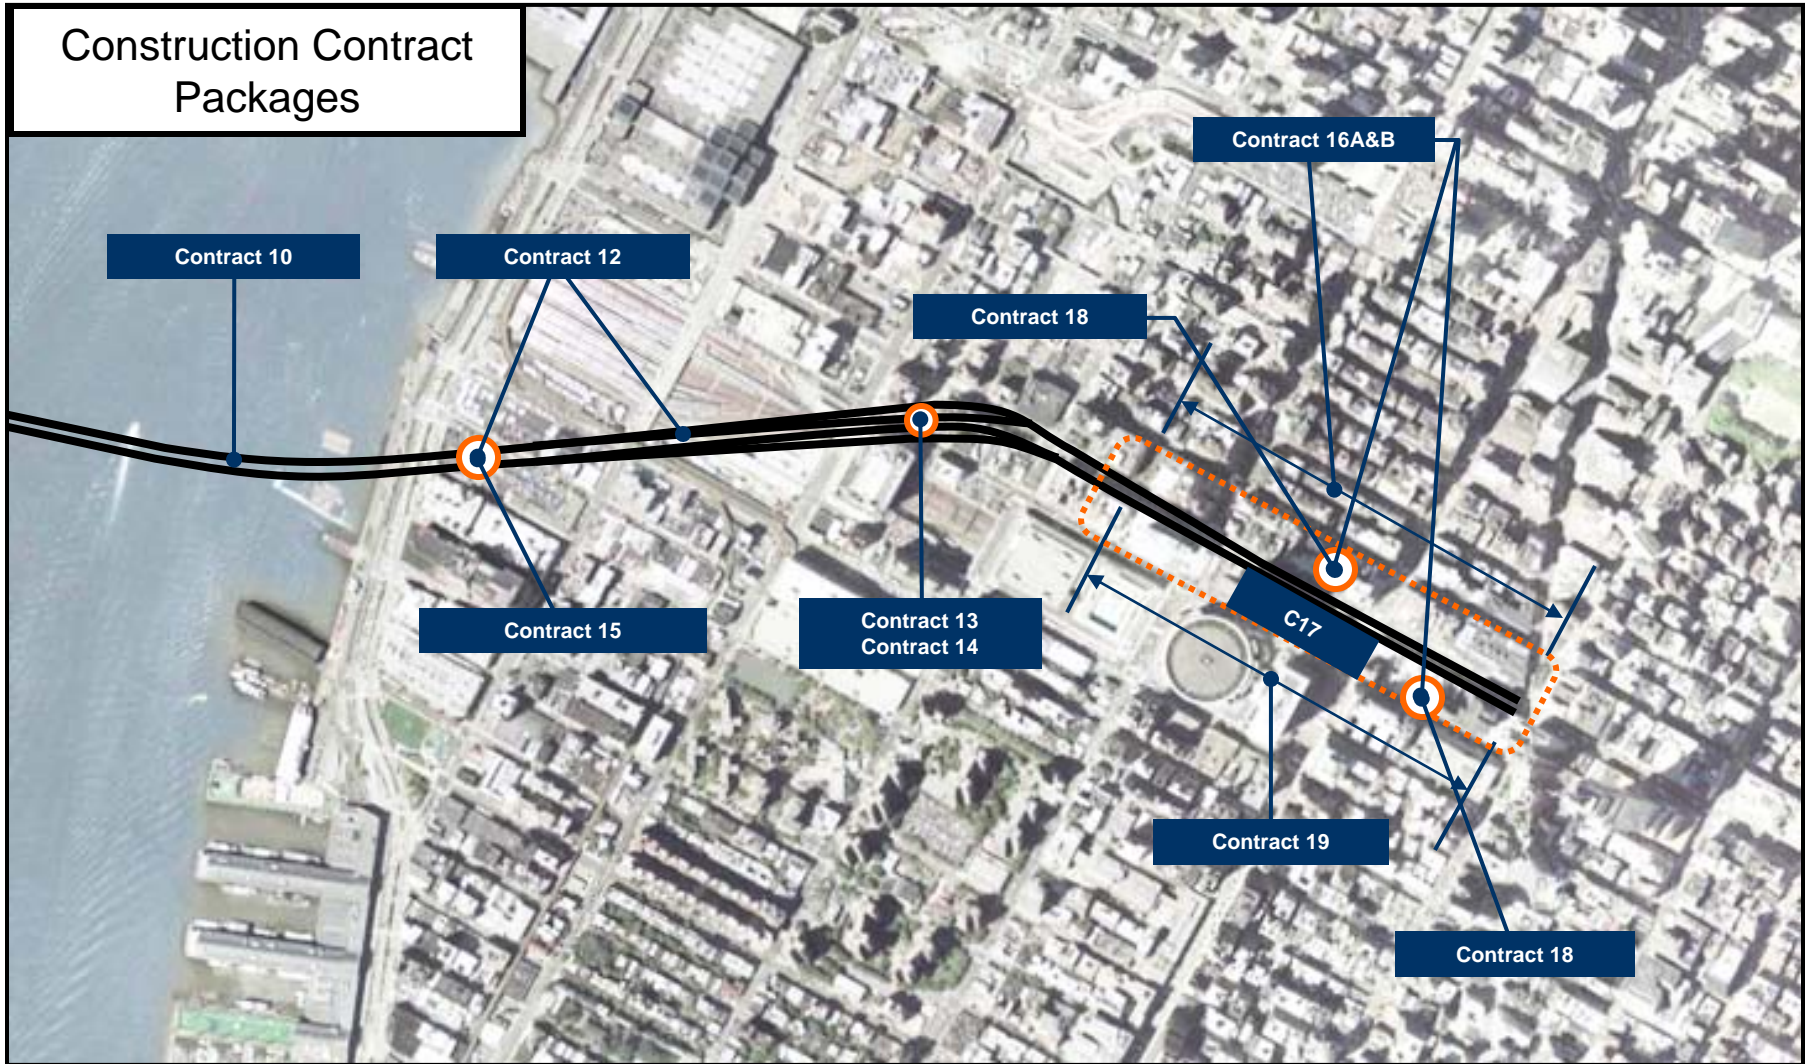 Construction Contract
Packages
Contract 16A&B
Contract 10
Contract 12
Contract 18
Contract 15
Contract 13
Contract 14
C17
Contract 19
Contract 18